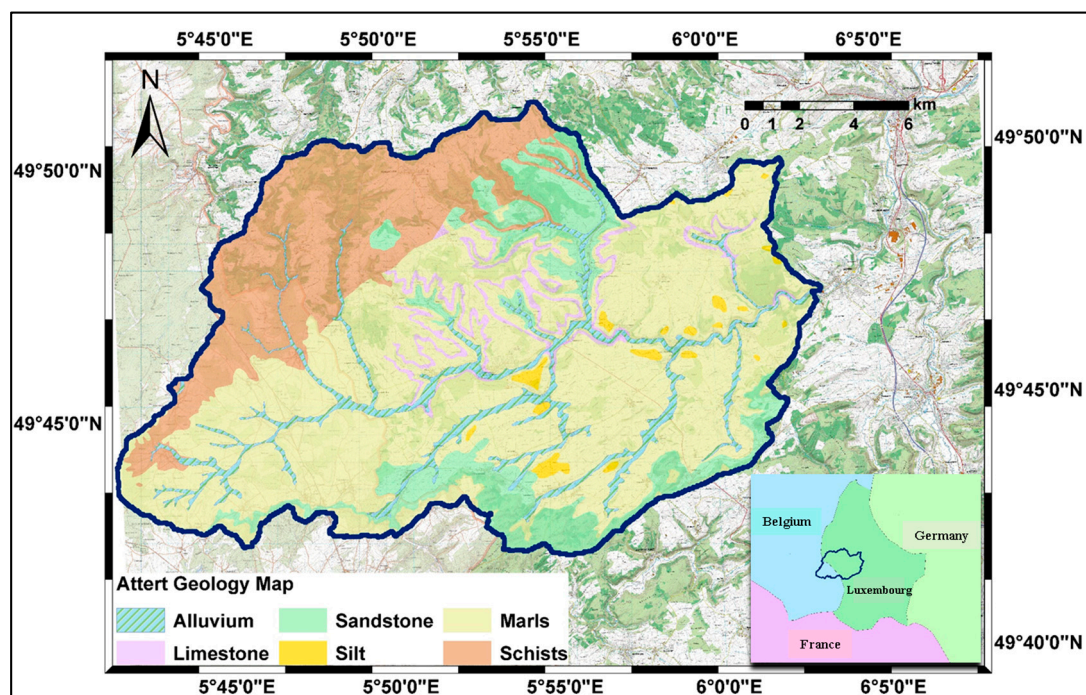 5°45'0"E 5°50'0"E 5°55'0"E 6°0'0"E 6°5'0"E
N
km
0 1 2 4 6
49°50'0"N 49°50'0"N
49°45'0"N 49°45'0"N
Belgium
Germany
Luxembourg
France
Attert Geology Map
Alluvium Sandstone Marls
Limestone Silt Schists
49°40'0"N
5°45'0"E 5°50'0"E 5°55'0"E 6°0'0"E 6°5'0"E